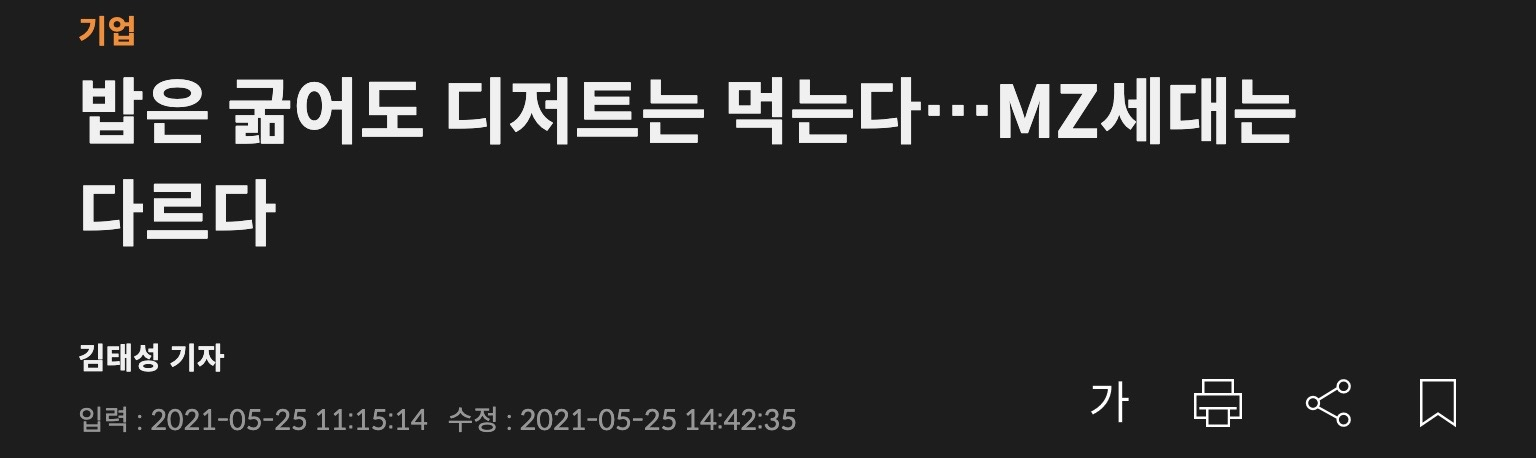 기업
밥은 굶어도 디저트는 먹는다…MZ세대는
다르다
김태성 기자
입력 : 2021-05-25 11:15:14 수정 : 2021-05-25 14:42:35
가